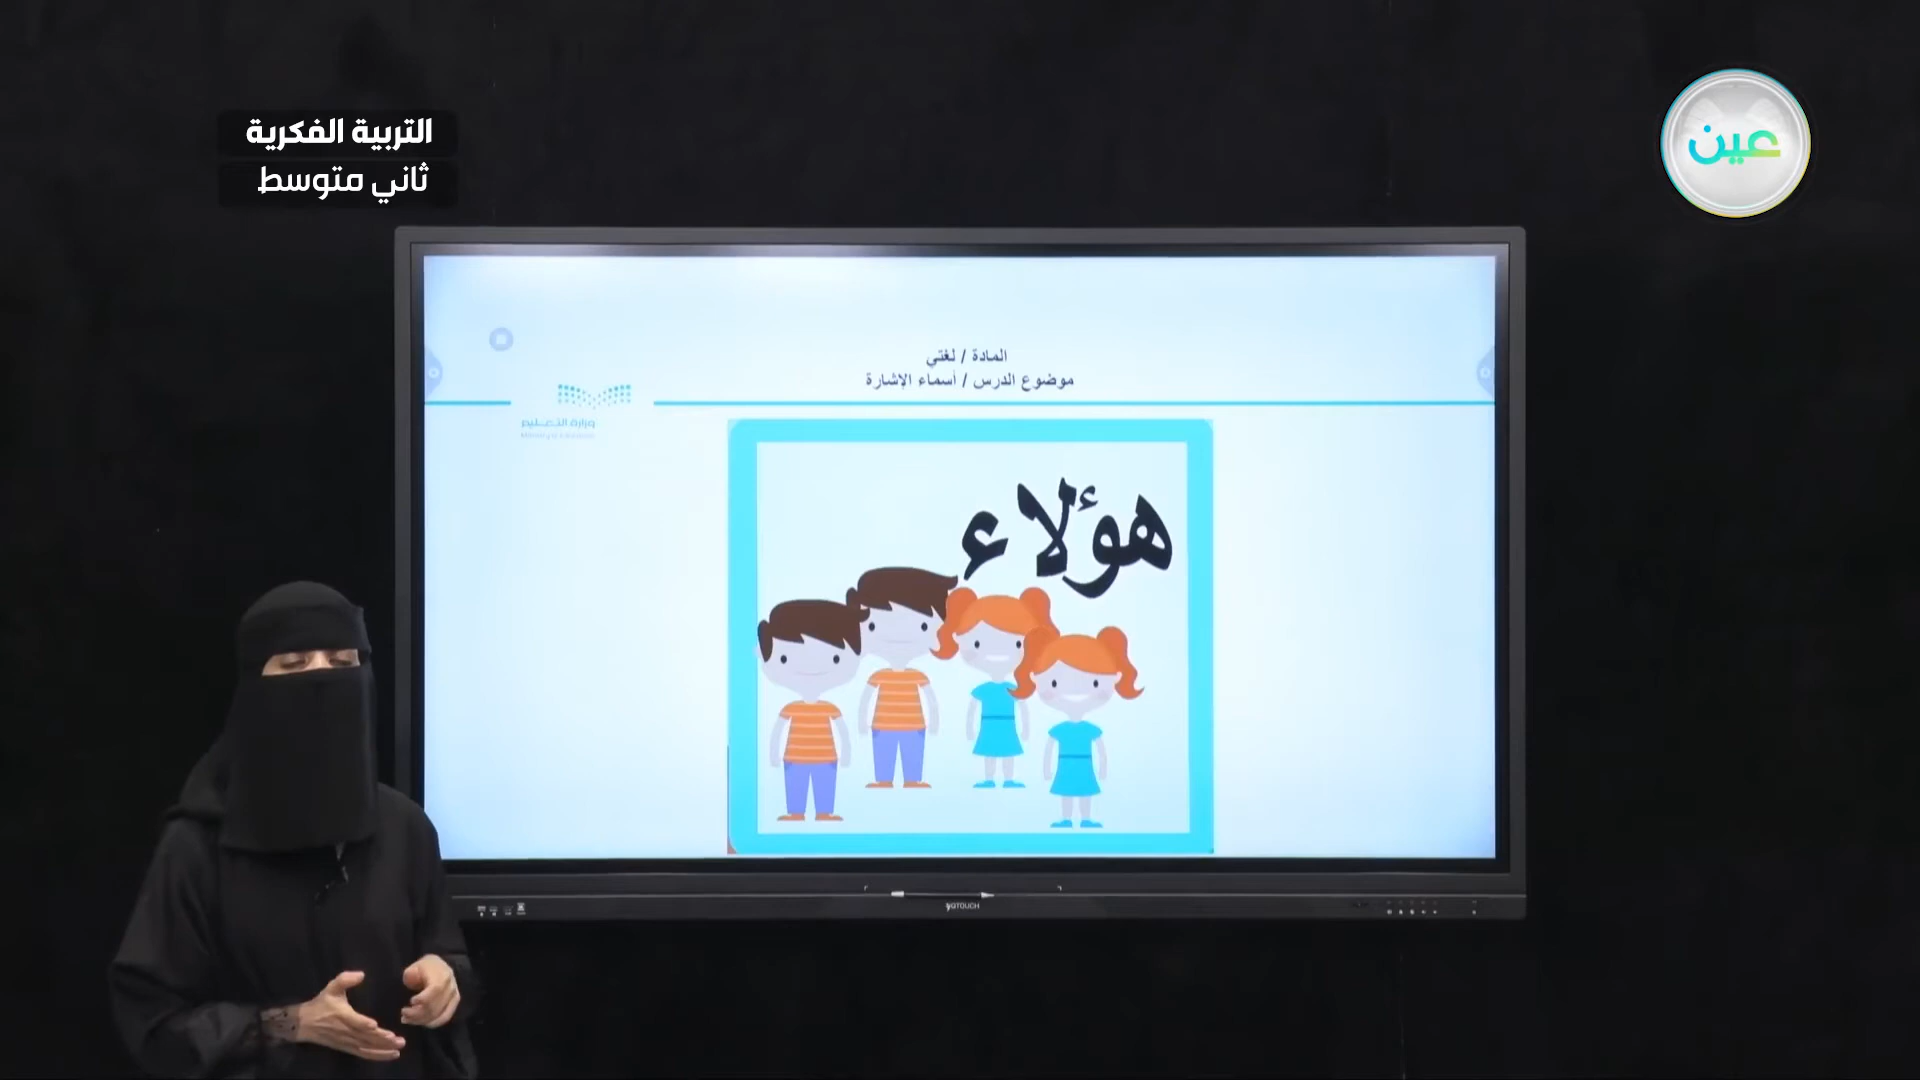 التربية الفكرية
ثاني متوسط
عين
المادة / لغتي
موضوع الدرس / أسماء الإشارة
وزارة التعليم
هؤلاء